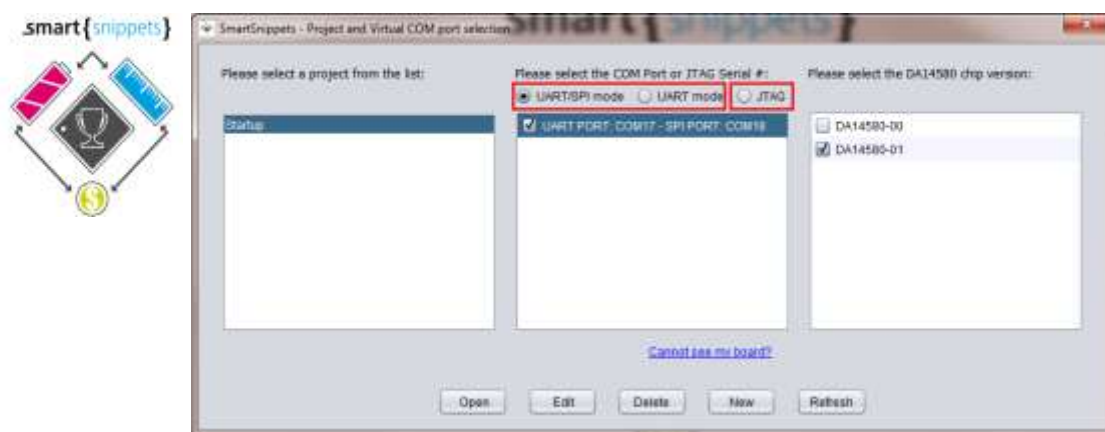 smart{snippets}
SmartSnippets - Project and Virtual COM port selection
smart{snippets}
Please select a project from the list:
Please select the COM Port or JTAG Serial #:
Please select the DA14580 chip version:
UART/SPI mode
UART mode
JTAG
Startup
UART PORT: COM17 - SPI PORT: COM18
DA14580-00
DA14580-01
Cannot see my board?
Open
Edit
Delete
New
Refresh
$